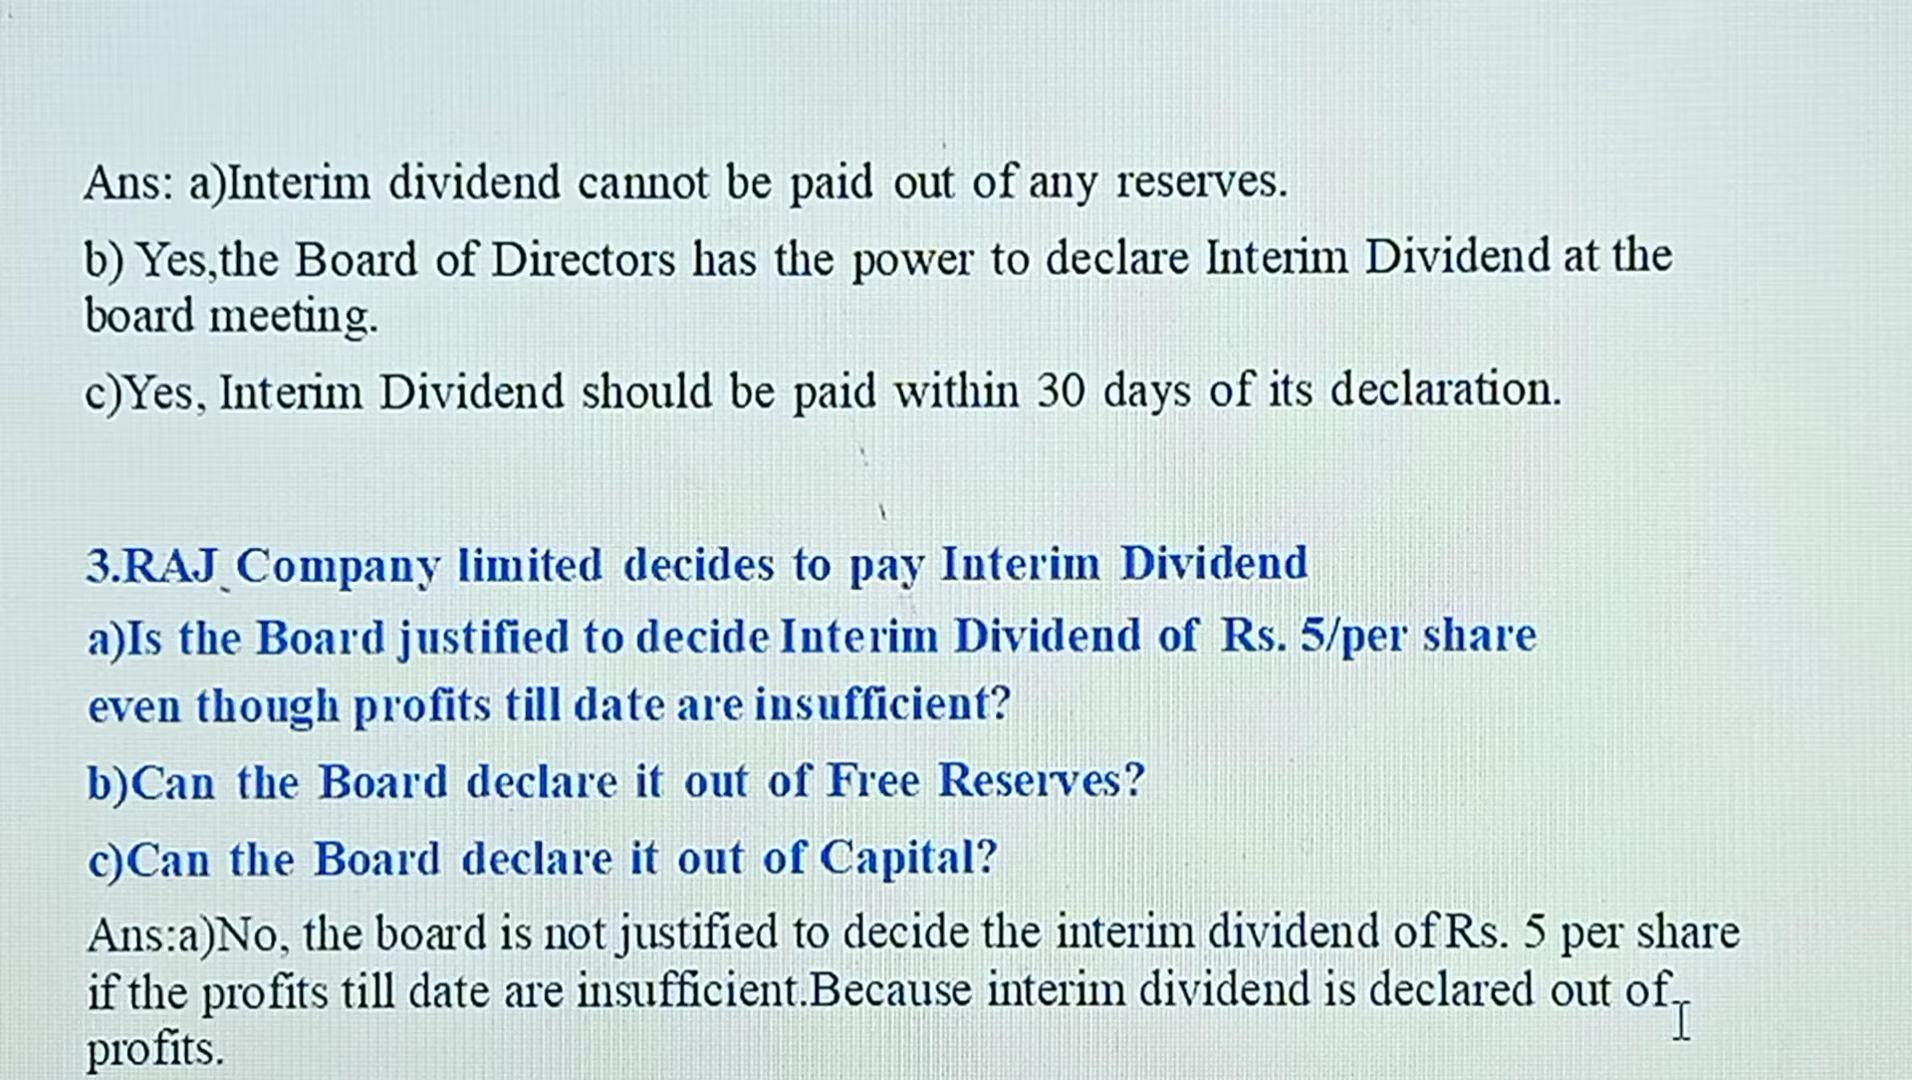 Ans: a)Interim dividend cannot be paid out of any reserves.
b) Yes,the Board of Directors has the power to declare Interim Dividend at the
board meeting.
c)Yes, Interim Dividend should be paid within 30 days of its declaration.
3.RAJ Company limited decides to pay Interim Dividend
a)Is the Board justified to decide Interim Dividend of Rs. 5/per share
even though profits till date are insufficient?
b)Can the Board declare it out of Free Reserves?
c)Can the Board declare it out of Capital?
Ans:a)No, the board is not justified to decide the interim dividend of Rs. 5 per share
if the profits till date are insufficient.Because interim dividend is declared out of
profits.